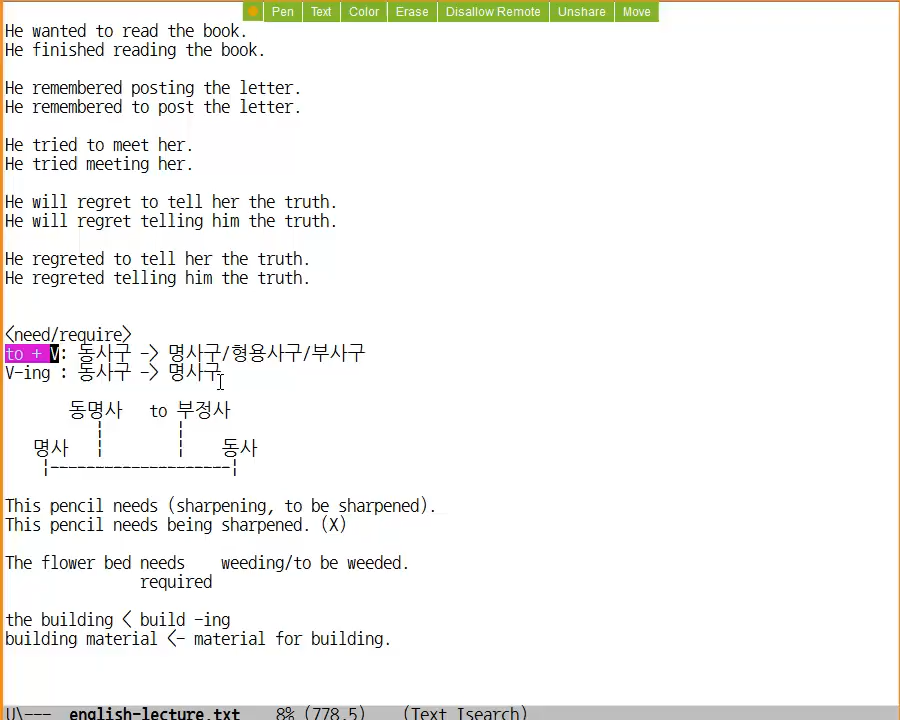 Pen Text Color Erase Disallow Remote Unshare Move
He wanted to read the book.
He finished reading the book.
He remembered posting the letter.
He remembered to post the letter.
He tried to meet her.
He tried meeting her.
He will regret to tell her the truth.
He will regret telling him the truth.
He regreted to tell her the truth.
He regreted telling him the truth.
<need/require>
to + V: 동사구 -> 명사구/형용사구/부사구
V-ing : 동사구 -> 명사구
동명사 to 부정사
¦ ¦
명사 ¦ ¦ 동사
¦--------------------¦
This pencil needs (sharpening, to be sharpened).
This pencil needs being sharpened. (X)
The flower bed needs weeding/to be weeded.
required
the building < build -ing
building material <- material for building.
U\--- english-lecture.txt 8% (778,5) (Text Isearch)